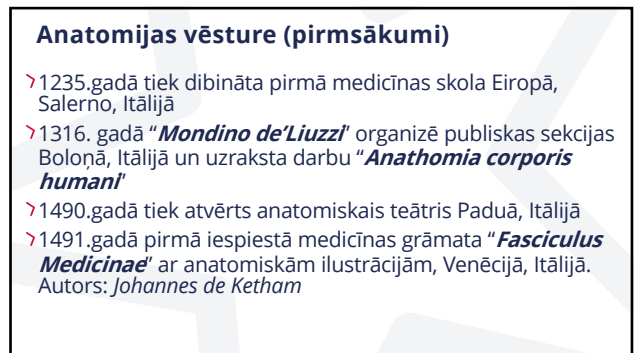 Anatomijas vēsture (pirmsākumi)
1235.gadā tiek dibināta pirmā medicīnas skola Eiropā,
Salerno, Itālijā
1316. gadā “Mondino de’Liuzzi” organizē publiskas sekcijas
Boloņā, Itālijā un uzraksta darbu “Anathomia corporis
humani”
1490.gadā tiek atvērts anatomiskais teātris Paduā, Itālijā
1491.gadā pirmā iespiestā medicīnas grāmata “Fasciculus
Medicinae” ar anatomiskām ilustrācijām, Venēcijā, Itālijā.
Autors: Johannes de Ketham